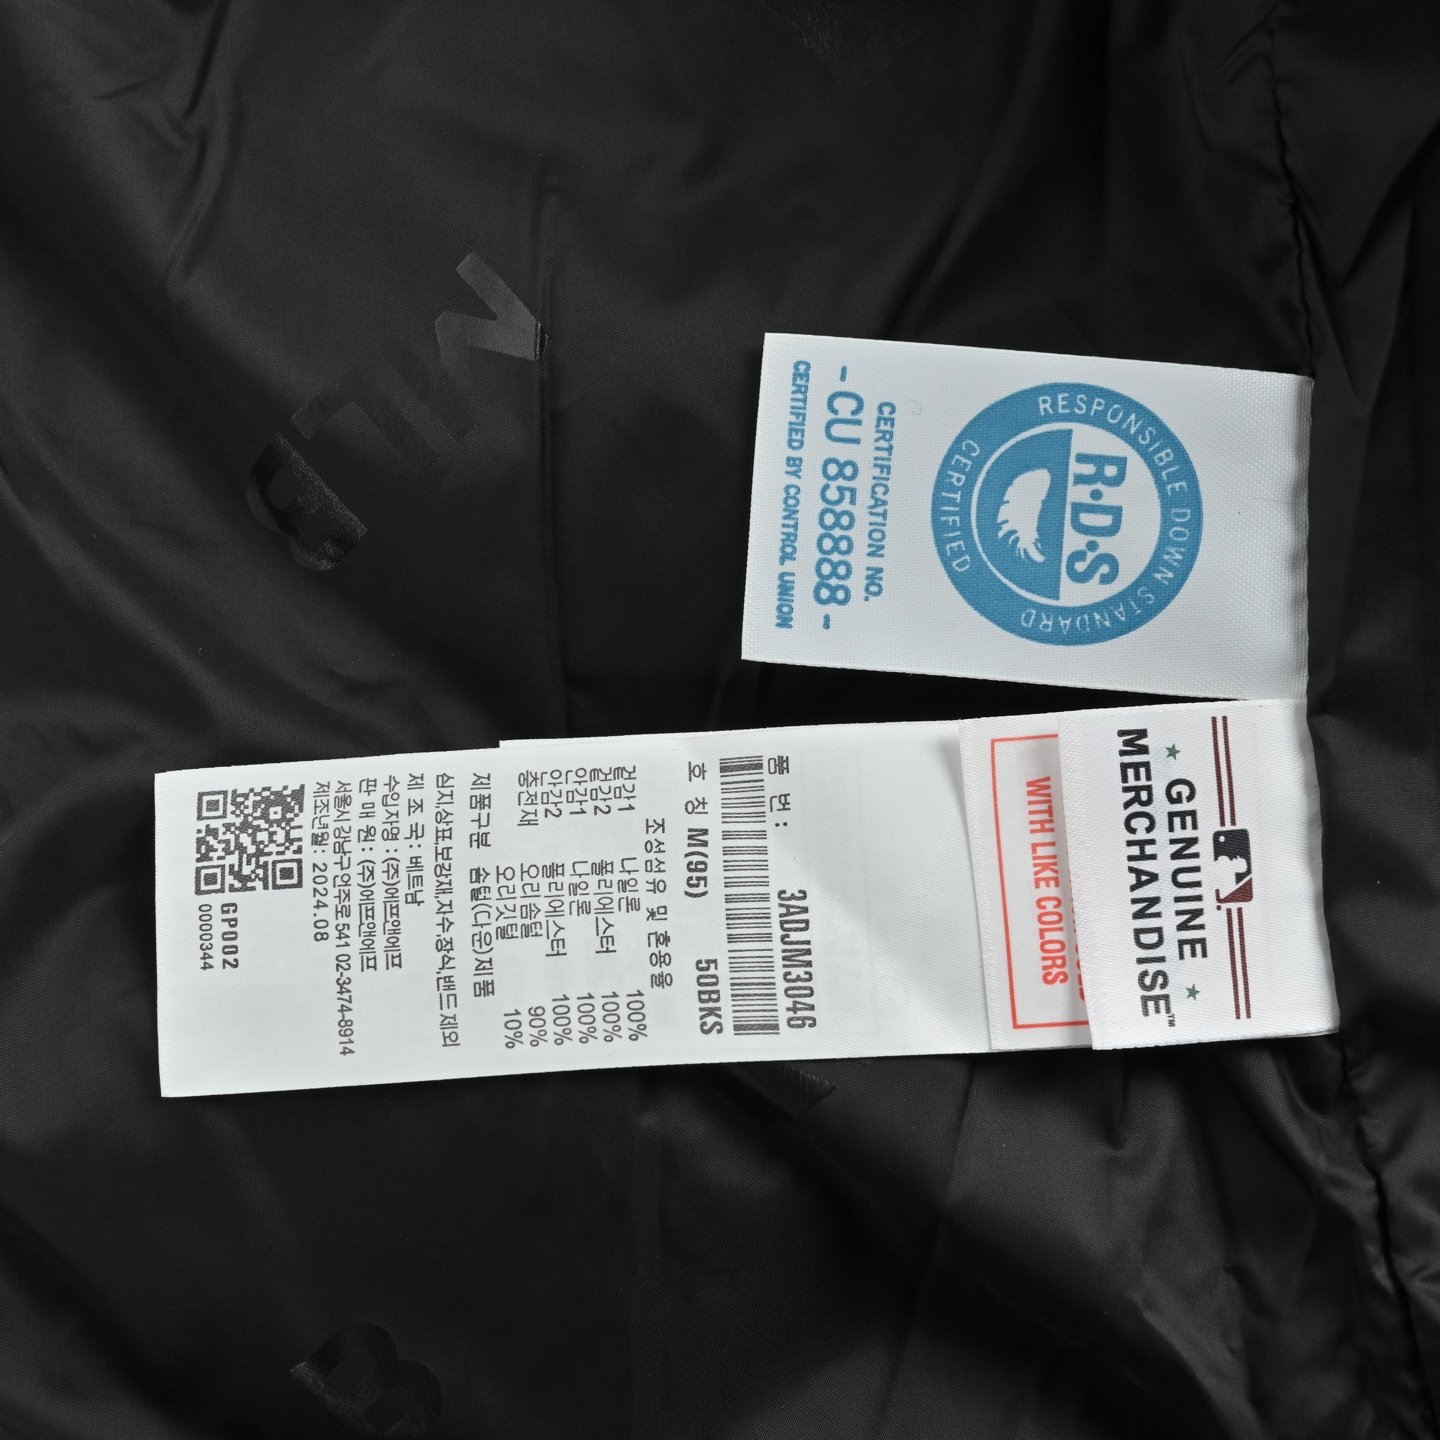 MLB
RESPONSIBLE DOWN STANDARD
R·D·S
CERTIFIED
CERTIFICATION NO.
-CU 858888-
CERTIFIED BY CONTROL UNION
GENUINE
MERCHANDISE™
WITH LIKE COLORS
품 번: 3ADJM3046
호 칭 M(95) 50BKS
조성섬유 및 혼용율
겉감1 나일론 100%
겉감2 폴리에스터 100%
안감1 나일론 100%
안감2 폴리에스터 100%
충전재 오리솜털 90%
오리깃털 10%
제품구분 솜털(다운)제품
심지,상표,보강재,자수,장식,밴드 제외
제 조 국: 베트남
수입자명 : (주)에프앤에프
판 매 원 : (주)에프앤에프
서울시 강남구 언주로 541 02-3474-8914
제조년월: 2024.08
GP002
0000344
B